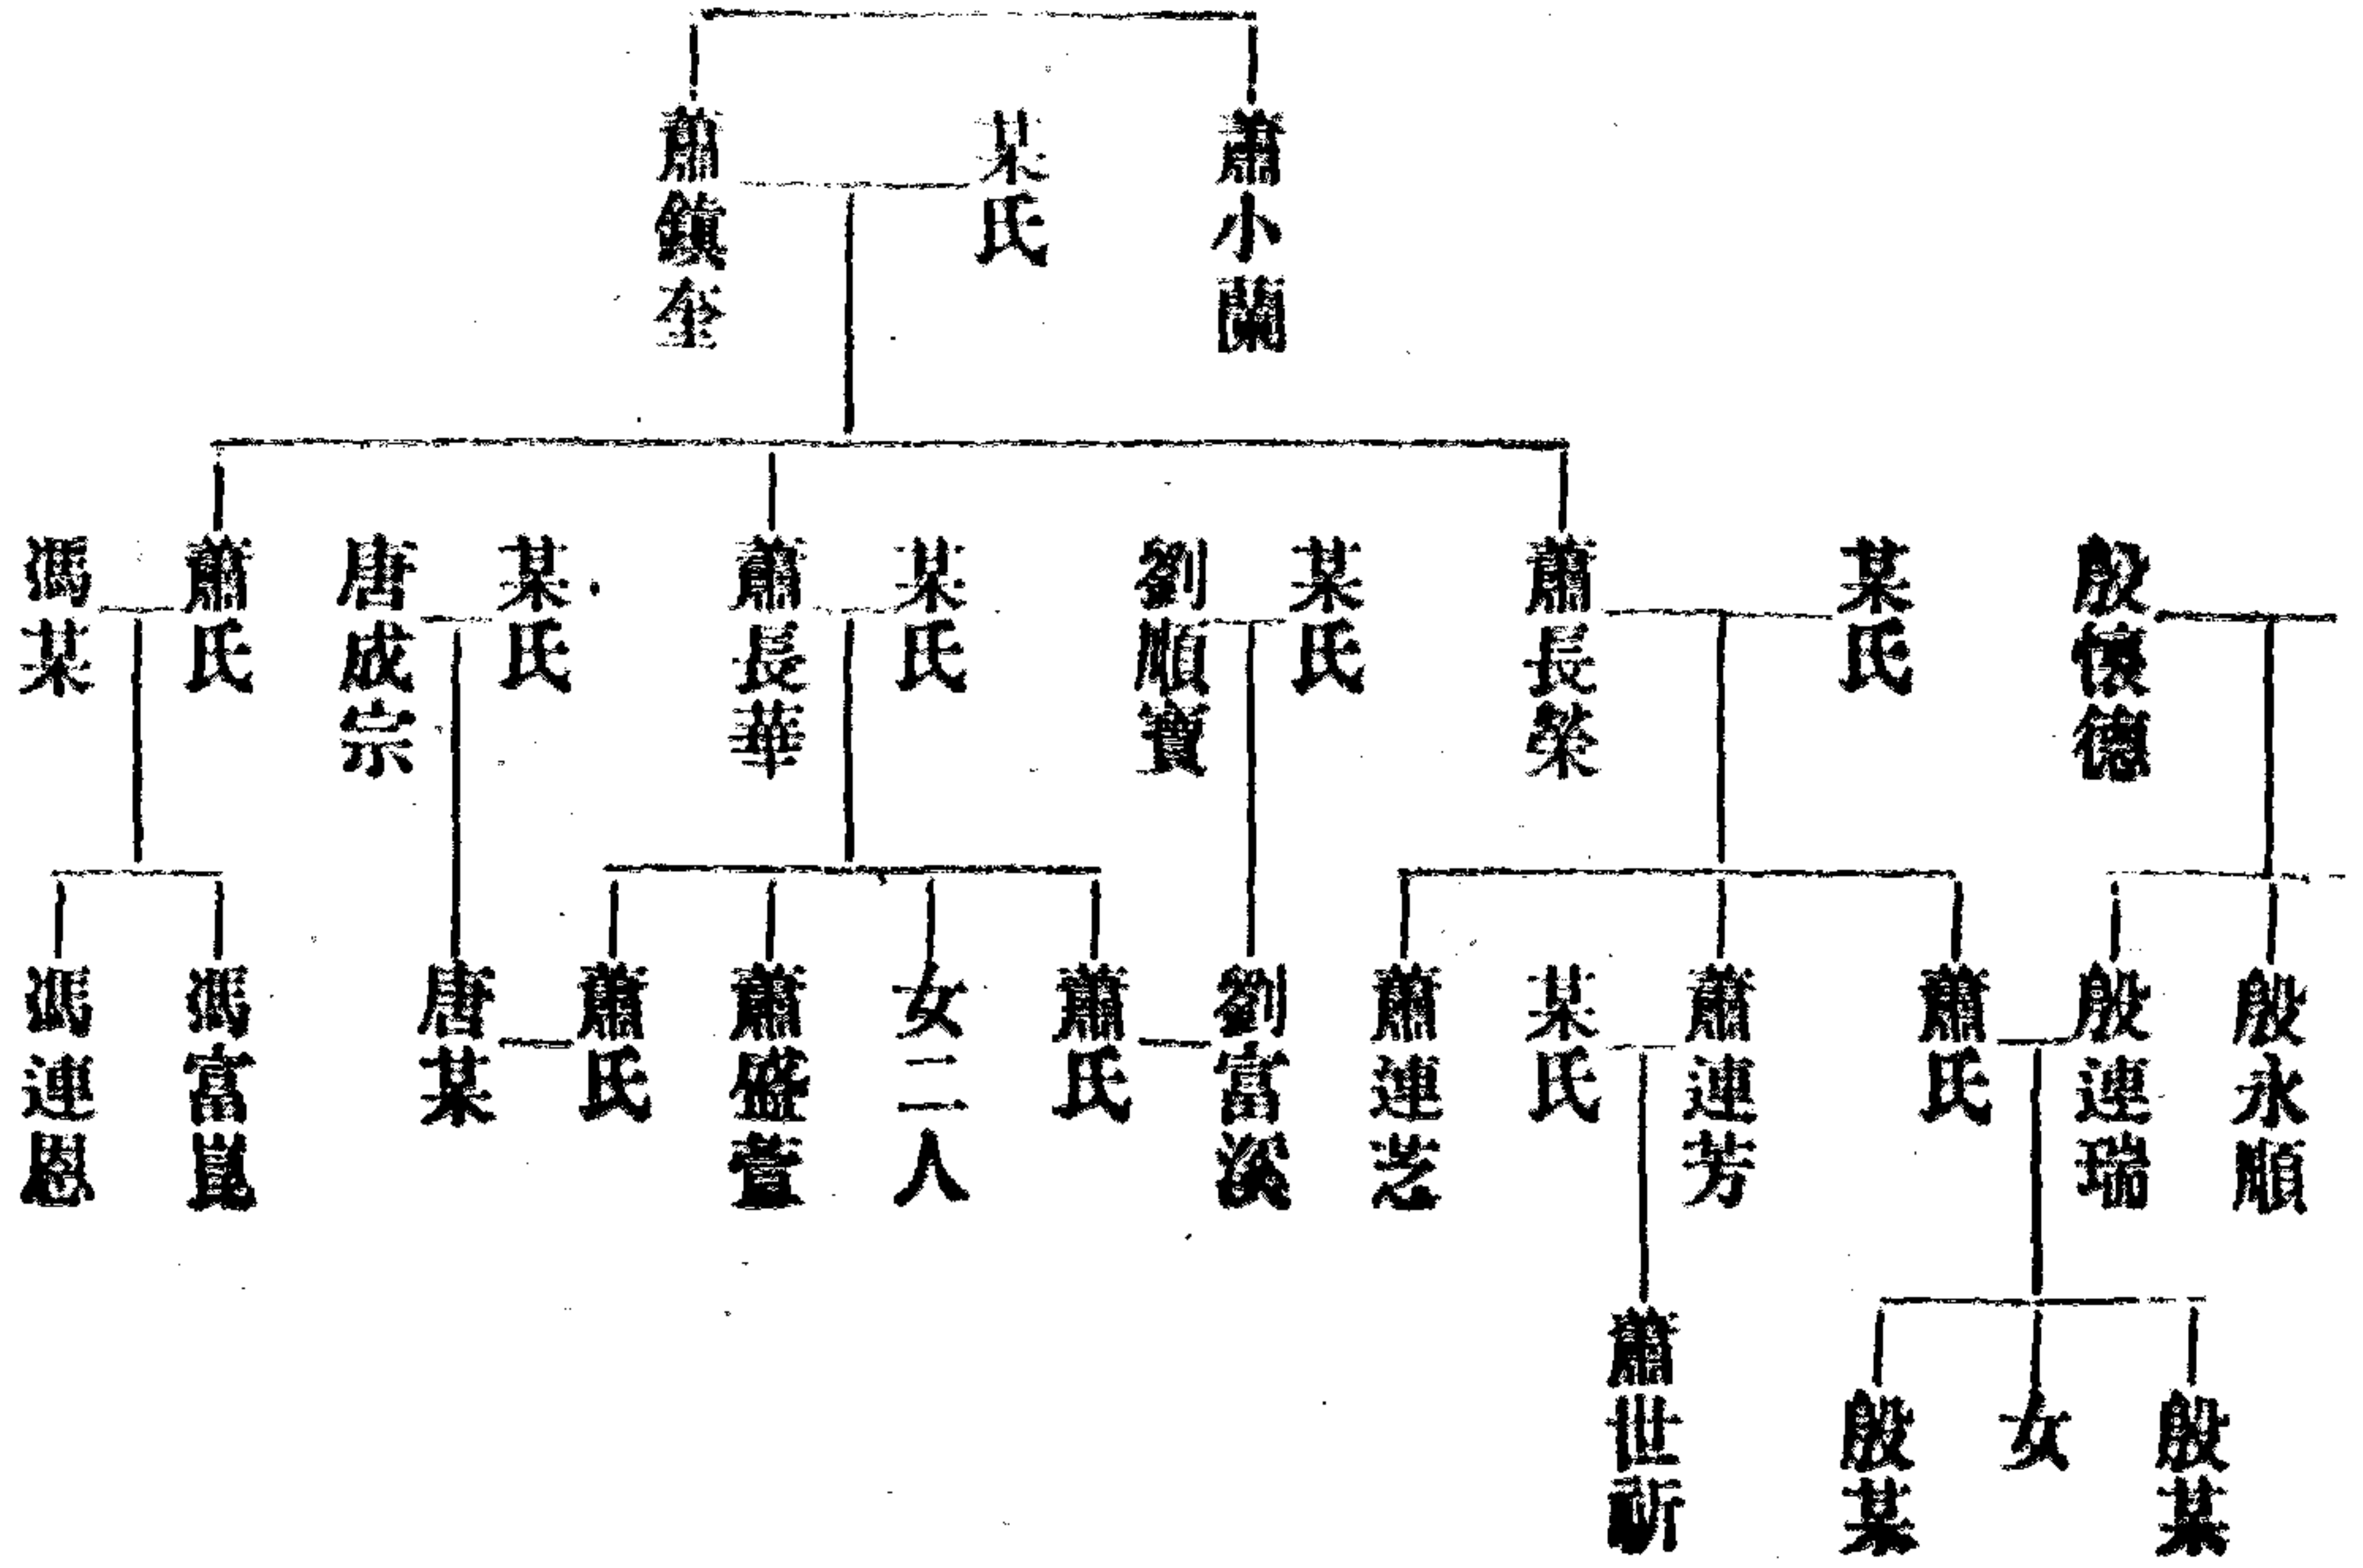 蕭小蘭
某氏
蕭鎮奎
殷懷德
某氏
蕭長榮
某氏
劉順寶
某氏
蕭長華
某氏
唐成宗
蕭氏
馮某
殷永順
殷連瑞
蕭氏
蕭連芳
某氏
蕭連芝
劉富溪
蕭氏
女二人
蕭盛萱
蕭氏
唐某
馮富崑
馮連恩
殷某
女
殷某
蕭世祈